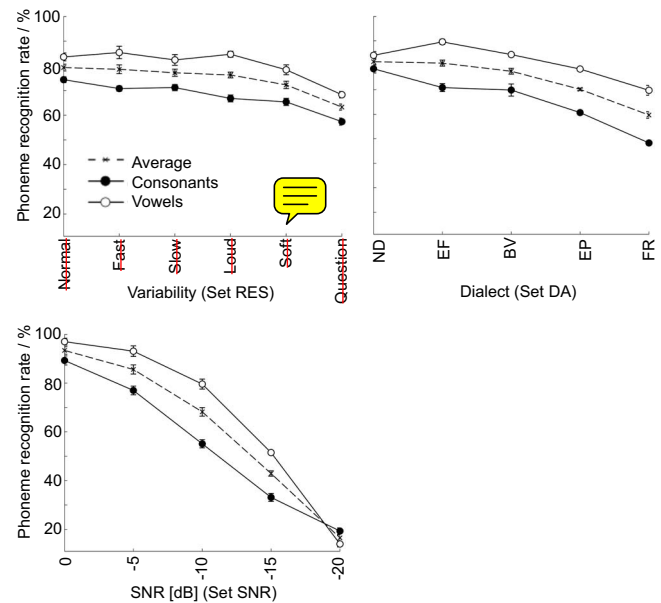 Phoneme recognition rate / %
100
80
60
40
20
Average
Consonants
Vowels
Normal
Fast
Slow
Loud
Soft
Question
Variability (Set RES)
ND
EF
BV
EP
FR
Dialect (Set DA)
Phoneme recognition rate / %
100
80
60
40
20
0
-5
-10
-15
-20
SNR [dB] (Set SNR)